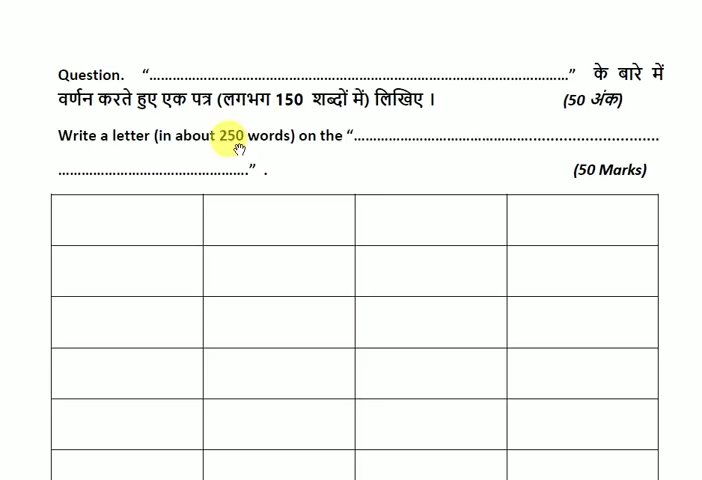 Question. “……………………………………………………………………………………………” के बारे में
वर्णन करते हुए एक पत्र (लगभग 150 शब्दों में) लिखिए । (50 अंक)
Write a letter (in about 250 words) on the “……………………………………………………………………
………………………………………….” . (50 Marks)